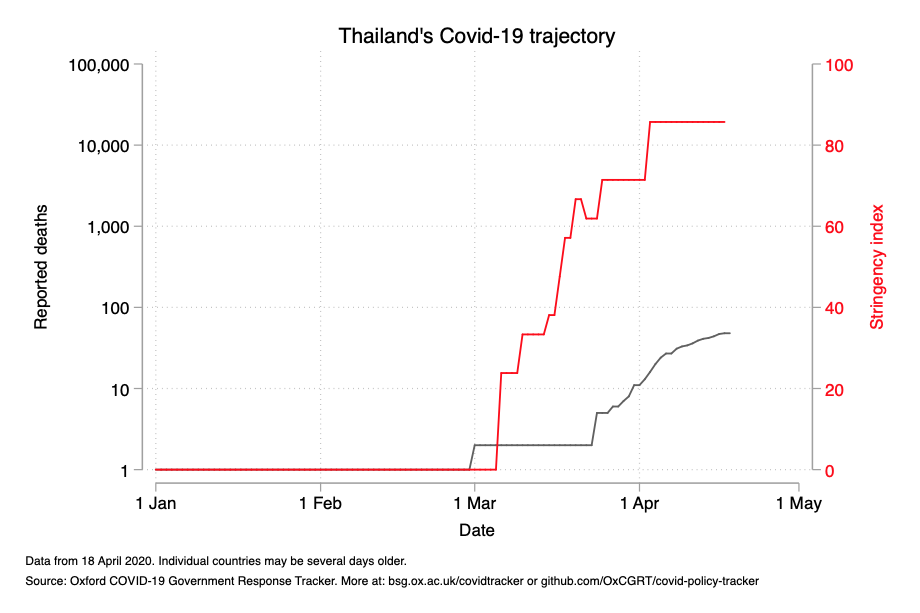 Thailand's Covid-19 trajectory
100,000
10,000
1,000
100
10
1
Reported deaths
100
80
60
40
20
0
Stringency index
1 Jan
1 Feb
1 Mar
1 Apr
1 May
Date
Data from 18 April 2020. Individual countries may be several days older.
Source: Oxford COVID-19 Government Response Tracker. More at: bsg.ox.ac.uk/covidtracker or github.com/OxCGRT/covid-policy-tracker